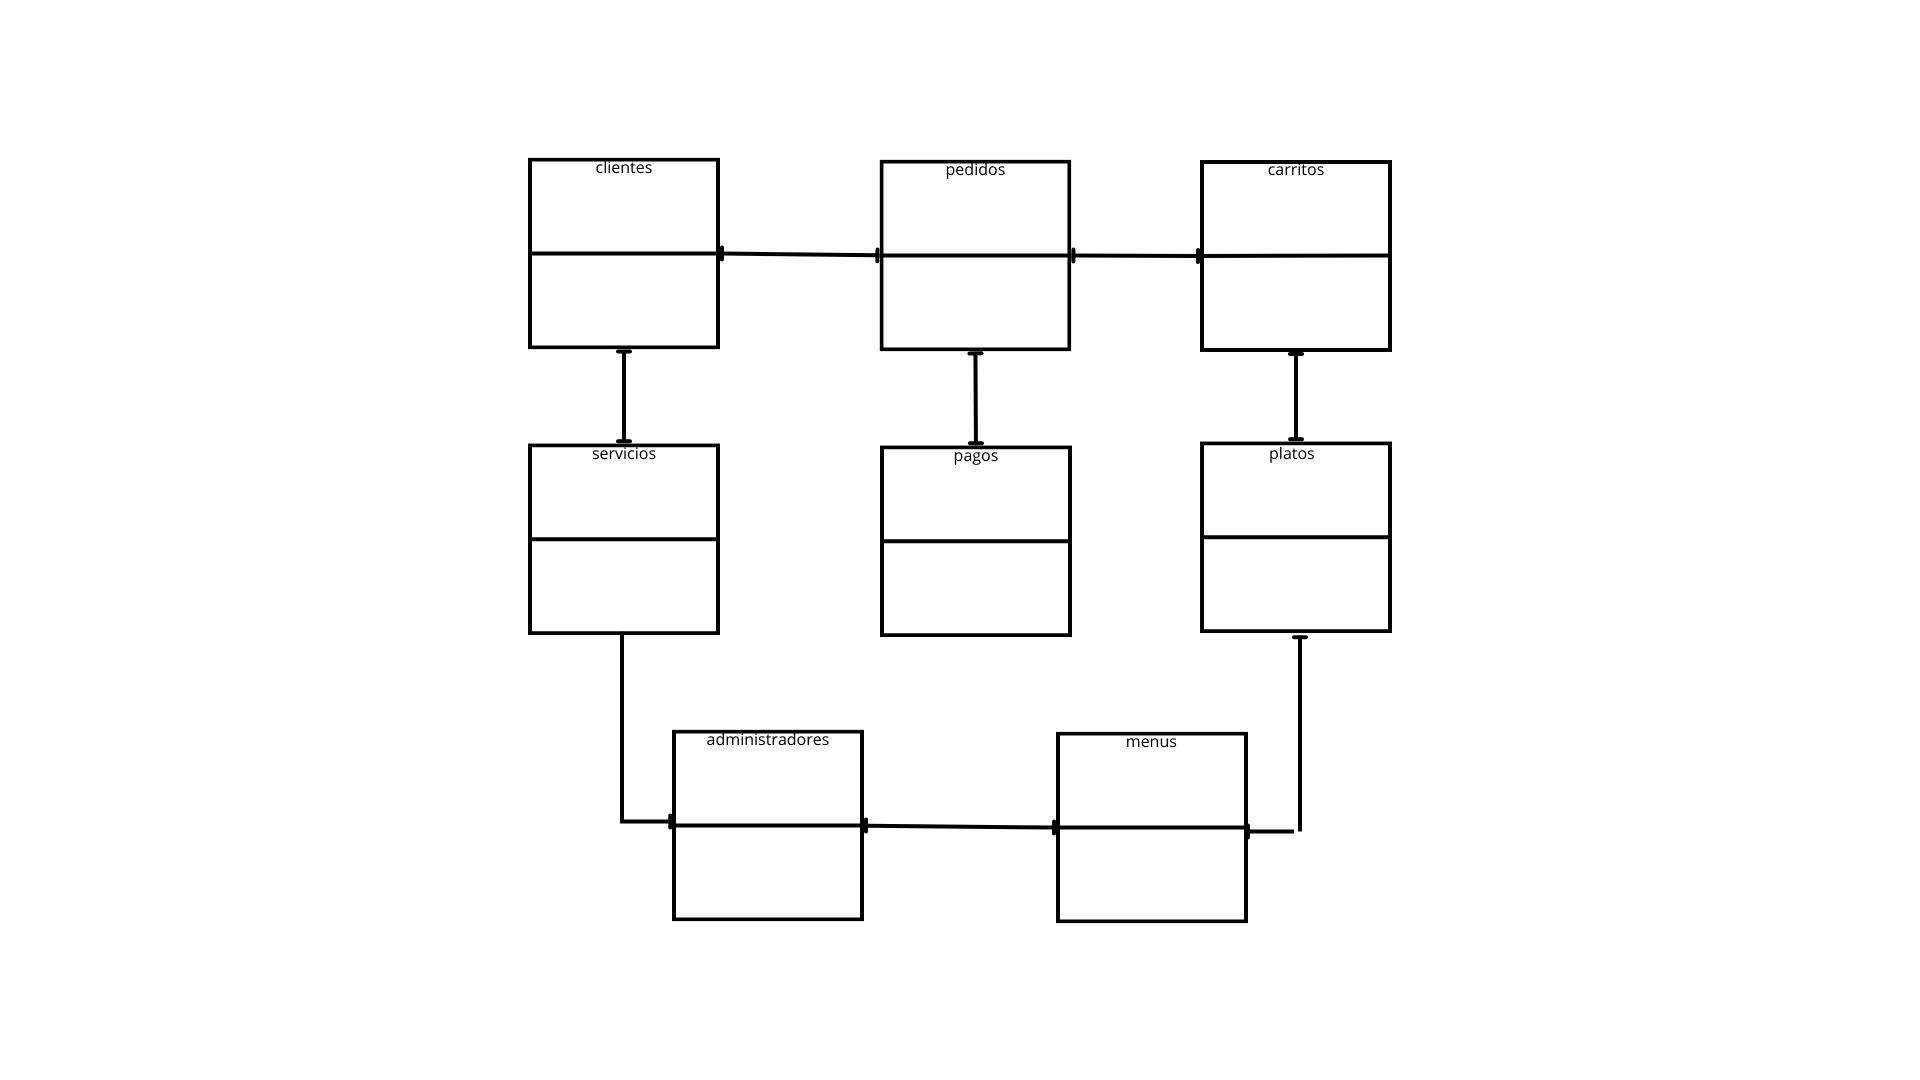 clientes
pedidos
carritos
servicios
pagos
platos
administradores
menus